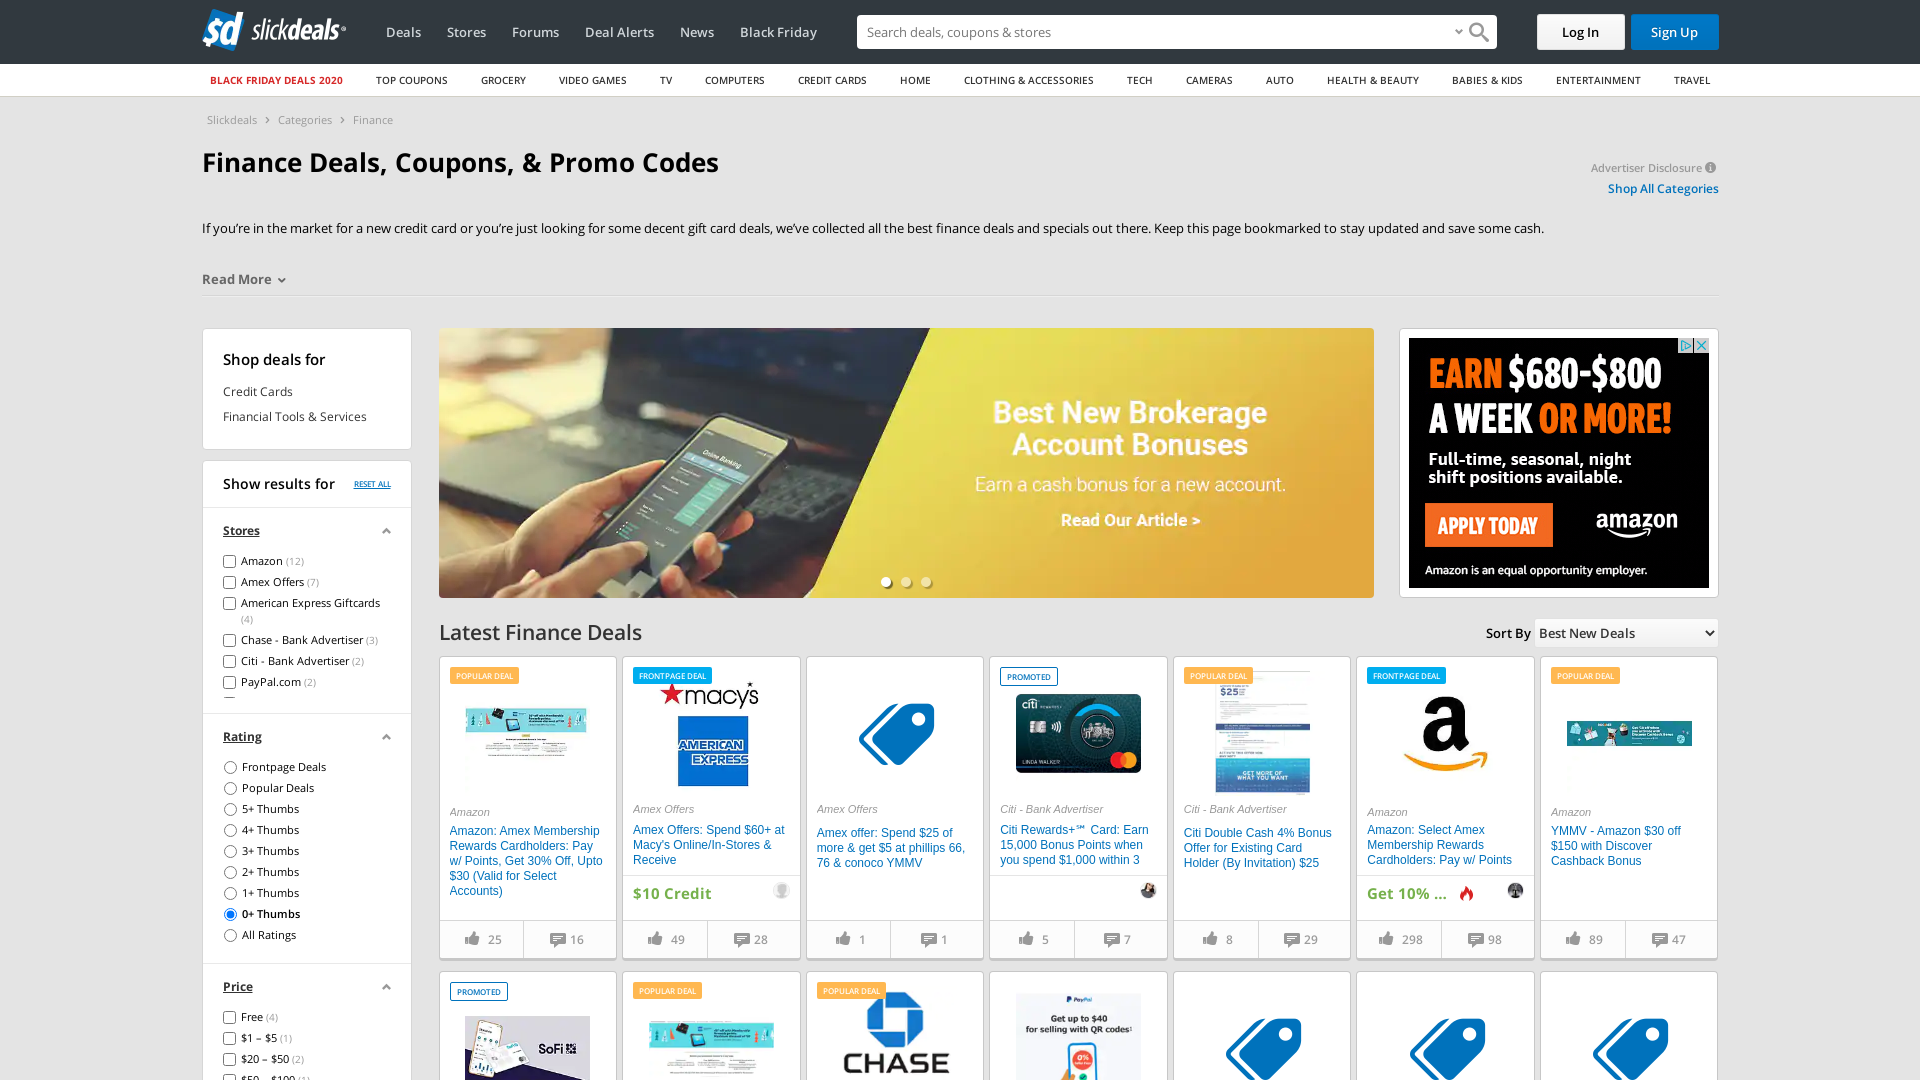 slickdeals
Deals
Stores
Forums
Deal Alerts
News
Black Friday
Search deals, coupons & stores
Log In
Sign Up
BLACK FRIDAY DEALS 2020
TOP COUPONS
GROCERY
VIDEO GAMES
TV
COMPUTERS
CREDIT CARDS
HOME
CLOTHING & ACCESSORIES
TECH
CAMERAS
AUTO
HEALTH & BEAUTY
BABIES & KIDS
ENTERTAINMENT
TRAVEL
Slickdeals > Categories > Finance
Finance Deals, Coupons, & Promo Codes
Advertiser Disclosure
Shop All Categories
If you’re in the market for a new credit card or you’re just looking for some decent gift card deals, we’ve collected all the best finance deals and specials out there. Keep this page bookmarked to stay updated and save some cash.
Read More
Shop deals for
Credit Cards
Financial Tools & Services
Show results for
RESET ALL
Stores
Amazon (12)
Amex Offers (7)
American Express Giftcards
(4)
Chase - Bank Advertiser (3)
Citi - Bank Advertiser (2)
PayPal.com (2)
Rating
Frontpage Deals
Popular Deals
5+ Thumbs
4+ Thumbs
3+ Thumbs
2+ Thumbs
1+ Thumbs
0+ Thumbs
All Ratings
Price
Free (4)
$1 – $5 (1)
$20 – $50 (2)
$50 – $100 (1)
Online Banking
Best New Brokerage
Account Bonuses
Earn a cash bonus for a new account.
Read Our Article >
EARN $680-$800
A WEEK OR MORE!
Full-time, seasonal, night
shift positions available.
APPLY TODAY
amazon
Amazon is an equal opportunity employer.
Latest Finance Deals
Sort By
Best New Deals
POPULAR DEAL
Amazon
Amazon: Amex Membership
Rewards Cardholders: Pay
w/ Points, Get 30% Off, Upto
$30 (Valid for Select
Accounts)
25
16
FRONTPAGE DEAL
macy's
AMERICAN
EXPRESS
Amex Offers
Amex Offers: Spend $60+ at
Macy's Online/In-Stores &
Receive
$10 Credit
49
28
Amex Offers
Amex offer: Spend $25 of
more & get $5 at phillips 66,
76 & conoco YMMV
1
1
PROMOTED
citi
LINDA WALKER
Citi - Bank Advertiser
Citi Rewards+℠ Card: Earn
15,000 Bonus Points when
you spend $1,000 within 3
5
7
POPULAR DEAL
$25
GET MORE OF
WHAT YOU WANT
Citi - Bank Advertiser
Citi Double Cash 4% Bonus
Offer for Existing Card
Holder (By Invitation) $25
8
29
FRONTPAGE DEAL
a
Amazon
Amazon: Select Amex
Membership Rewards
Cardholders: Pay w/ Points
Get 10% ...
298
98
POPULAR DEAL
Amazon
YMMV - Amazon $30 off
$150 with Discover
Cashback Bonus
89
47
PROMOTED
SoFi
POPULAR DEAL
POPULAR DEAL
CHASE
PayPal
Get up to $40
for selling with QR codes:
0%